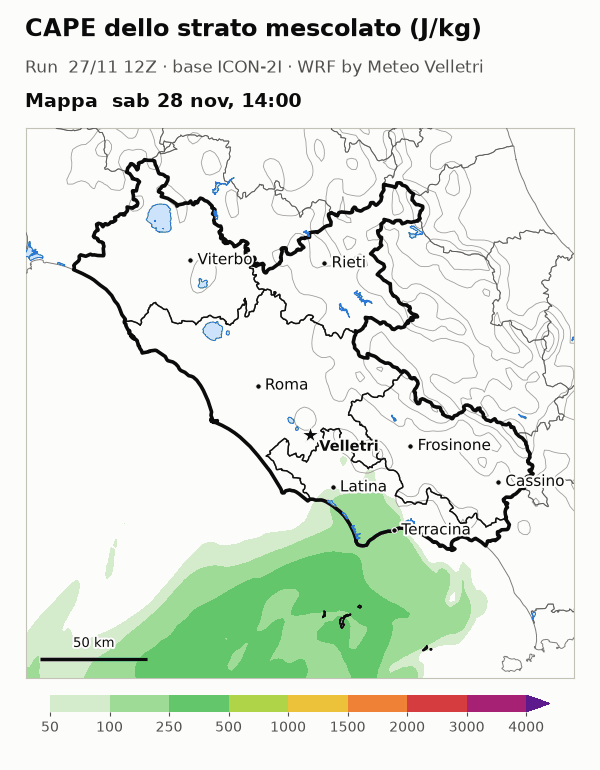 CAPE dello strato mescolato (J/kg)
Run  27/11 12Z · base ICON-2I · WRF by Meteo Velletri
Mappa  sab 28 nov, 14:00
Viterbo
Rieti
Roma
Velletri
Frosinone
Latina
Cassino
Terracina
50 km
50 100 250 500 1000 1500 2000 3000 4000